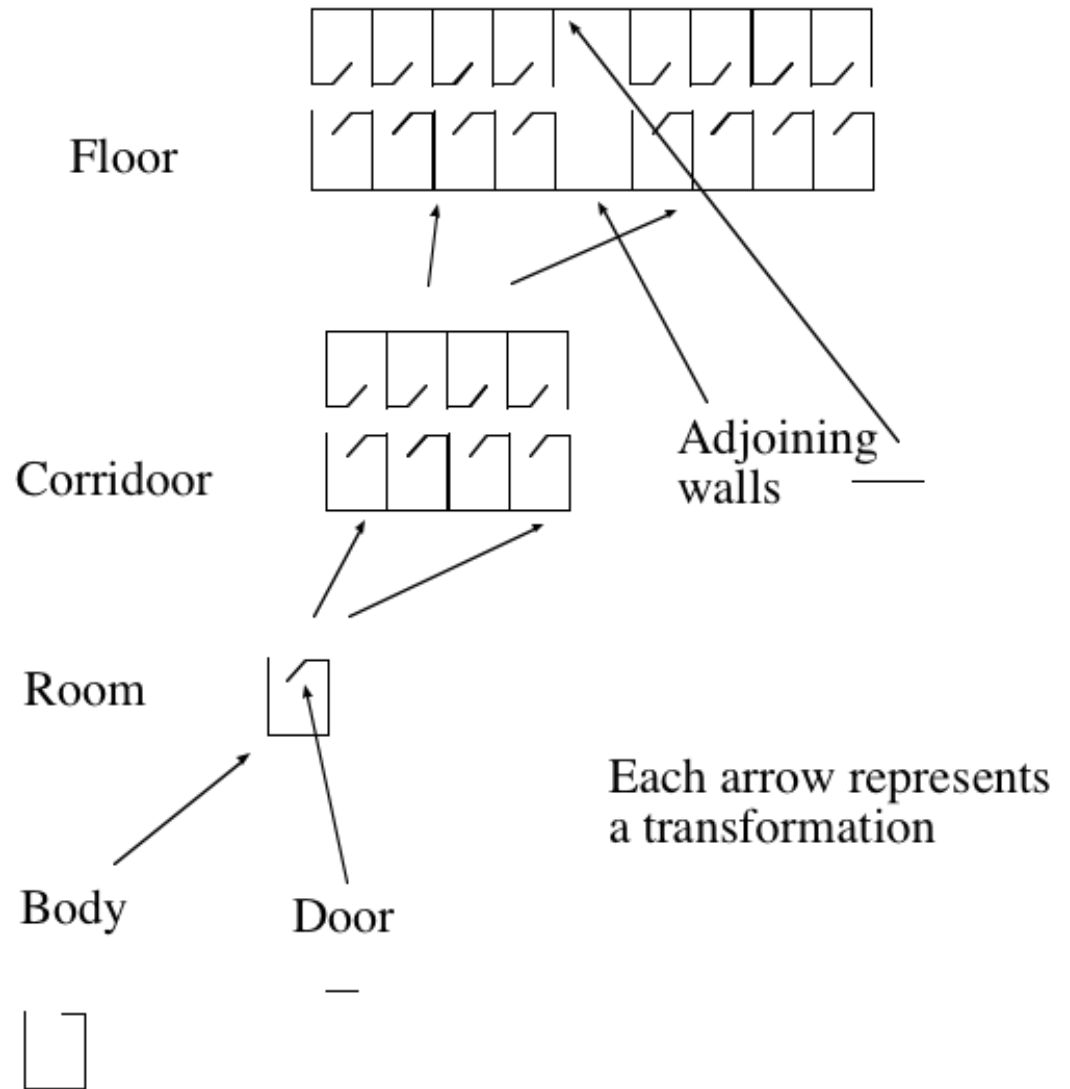 Floor
Adjoining
walls
Corridoor
Room
Each arrow represents
a transformation
Body
Door